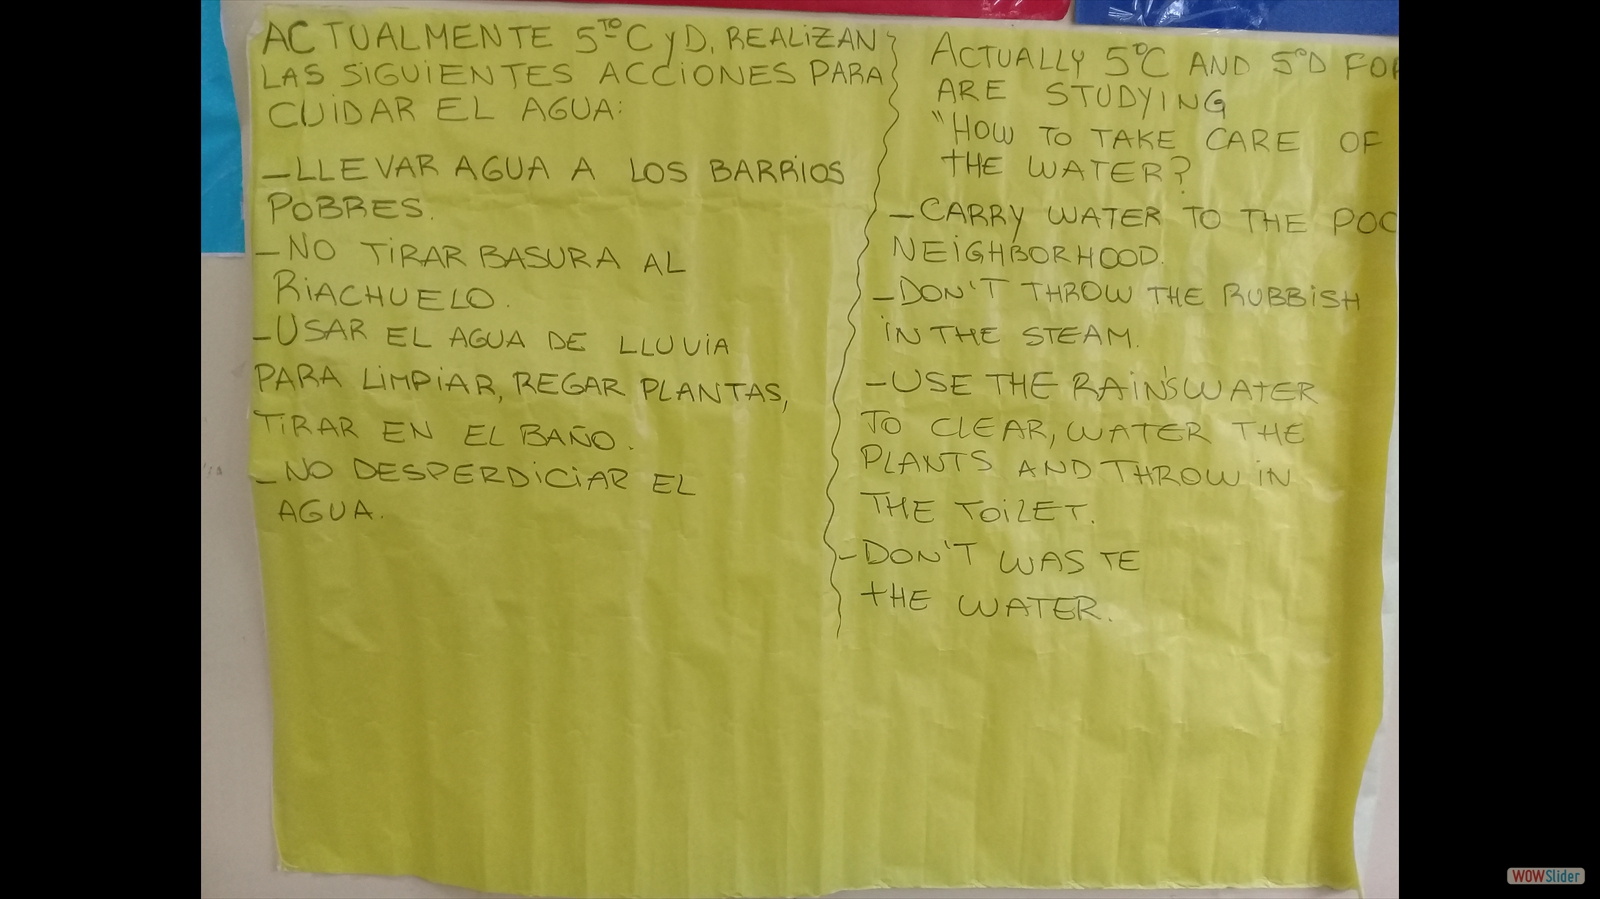 ACTUALMENTE 5TO C y D, REALIZAN
LAS SIGUIENTES ACCIONES PARA
CUIDAR EL AGUA:
-LLEVAR AGUA A LOS BARRIOS
POBRES.
-NO TIRAR BASURA AL
RIACHUELO.
-USAR EL AGUA DE LLUVIA
PARA LIMPIAR, REGAR PLANTAS,
TIRAR EN EL BAÑO.
-NO DESPERDICIAR EL
AGUA.
ACTUALLY 5ºC AND 5ºD
ARE STUDYING
"HOW TO TAKE CARE OF
THE WATER?
-CARRY WATER TO THE
NEIGHBORHOOD.
-DON'T THROW THE RUBBISH
IN THE STEAM.
-USE THE RAIN'S WATER
TO CLEAR, WATER THE
PLANTS AND THROW IN
THE TOILET.
-DON'T WASTE
THE WATER.
WOWSlider